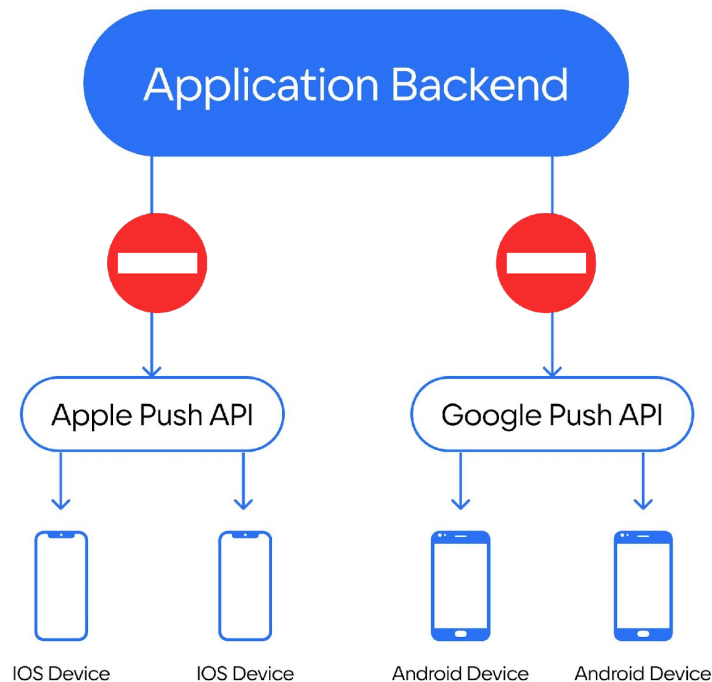 Application Backend
Apple Push API
Google Push API
IOS Device
IOS Device
Android Device
Android Device